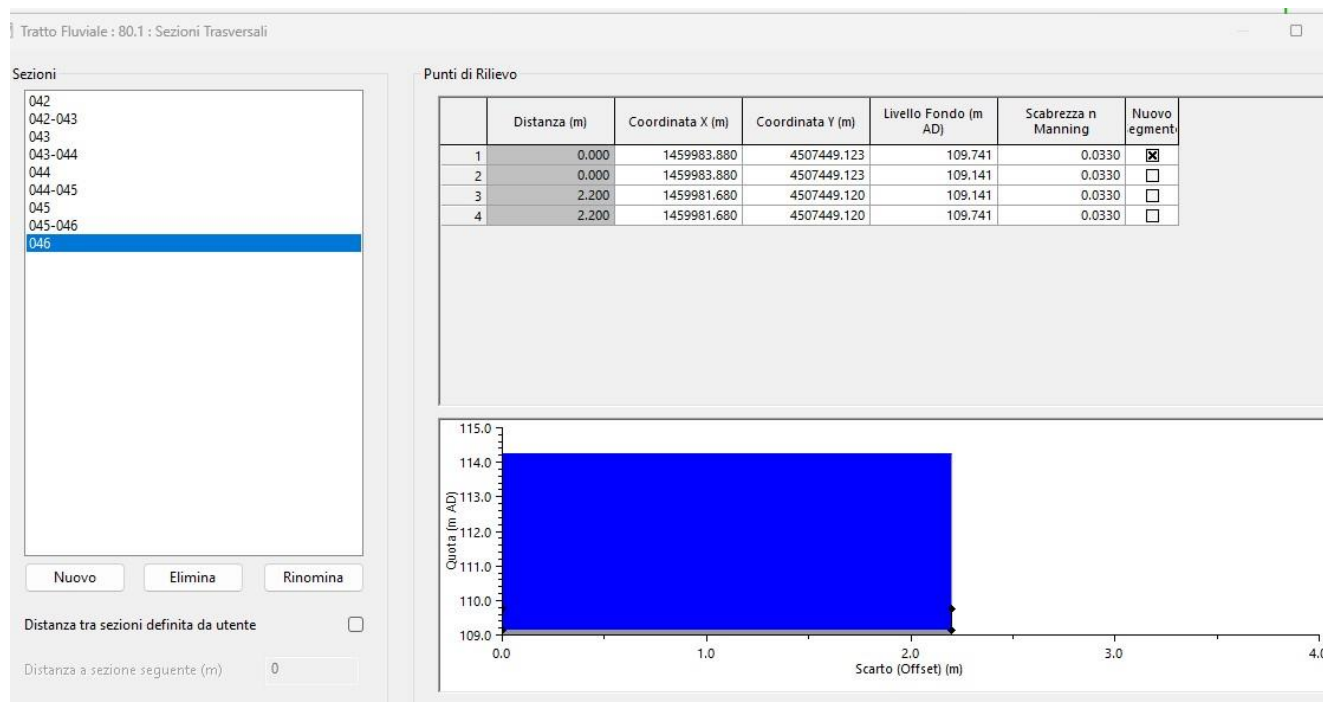 Tratto Fluviale : 80.1 : Sezioni Trasversali
Sezioni
042
042-043
043
043-044
044
044-045
045
045-046
046
Nuovo Elimina Rinomina
Distanza tra sezioni definita da utente
Distanza a sezione seguente (m) 0
Punti di Rilievo
Distanza (m) Coordinata X (m) Coordinata Y (m) Livello Fondo (m AD) Scabrezza n Manning Nuovo egment
1 0.000 1459983.880 4507449.123 109.741 0.0330
2 0.000 1459983.880 4507449.123 109.141 0.0330
3 2.200 1459981.680 4507449.120 109.141 0.0330
4 2.200 1459981.680 4507449.120 109.741 0.0330
115.0
114.0
113.0
112.0
111.0
110.0
109.0
Quota (m AD)
0.0 1.0 2.0 3.0 4.0
Scarto (Offset) (m)